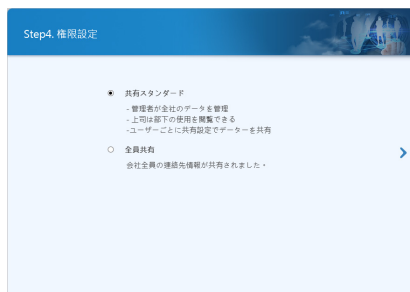 Step4. 権限設定
共有スタンダード
- 管理者が全社のデータを管理
- 上司は部下の使用を閲覧できる
-ユーザーごとに共有設定でデーターを共有
全員共有
会社全員の連絡先情報が共有されました。